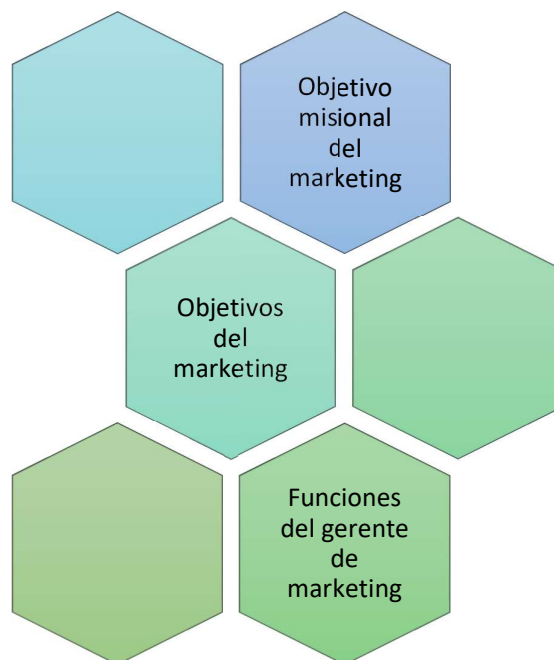 Objetivo
misional
del
marketing
Objetivos
del
marketing
Funciones
del gerente
de
marketing